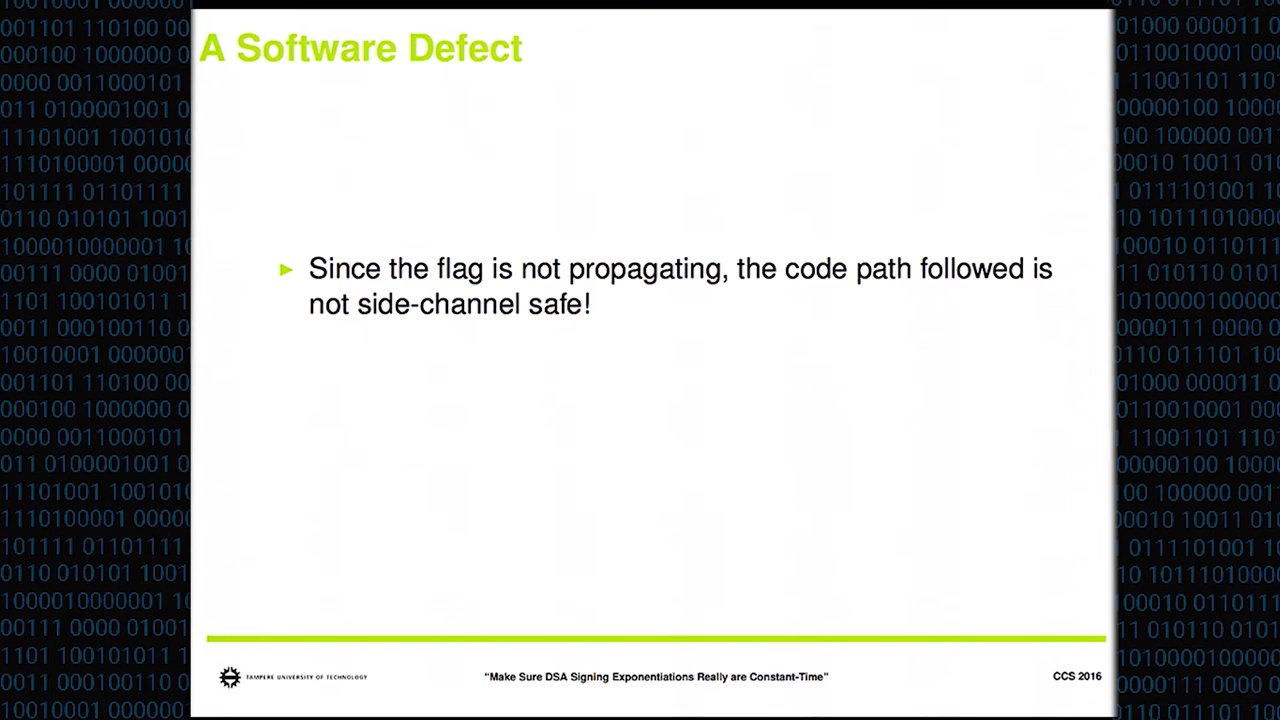 A Software Defect
Since the flag is not propagating, the code path followed is
not side-channel safe!
TAMPERE UNIVERSITY OF TECHNOLOGY
“Make Sure DSA Signing Exponentiations Really are Constant-Time”
CCS 2016